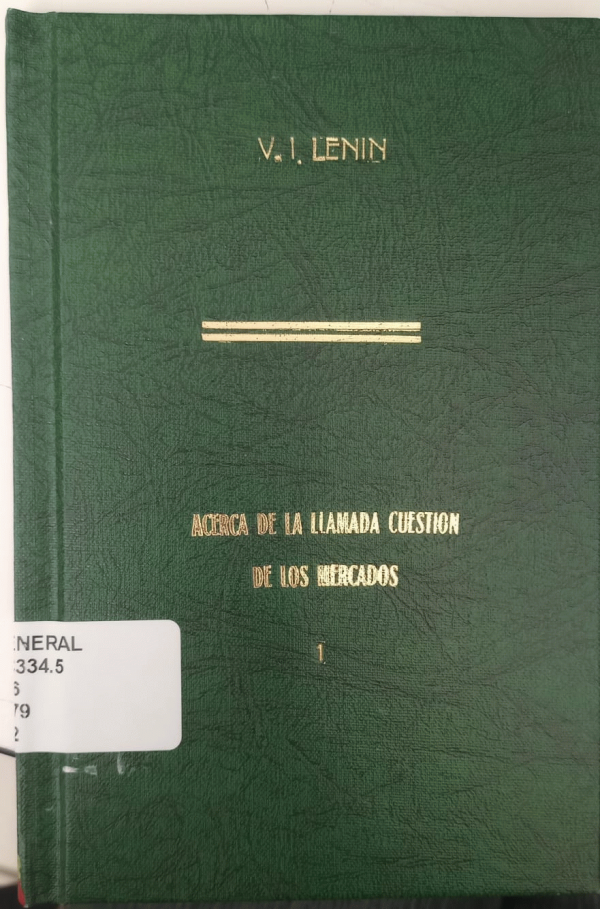 V. I. LENIN
ACERCA DE LA LLAMADA CUESTION
DE LOS MERCADOS
1
ENERAL
334.5
6
79
2